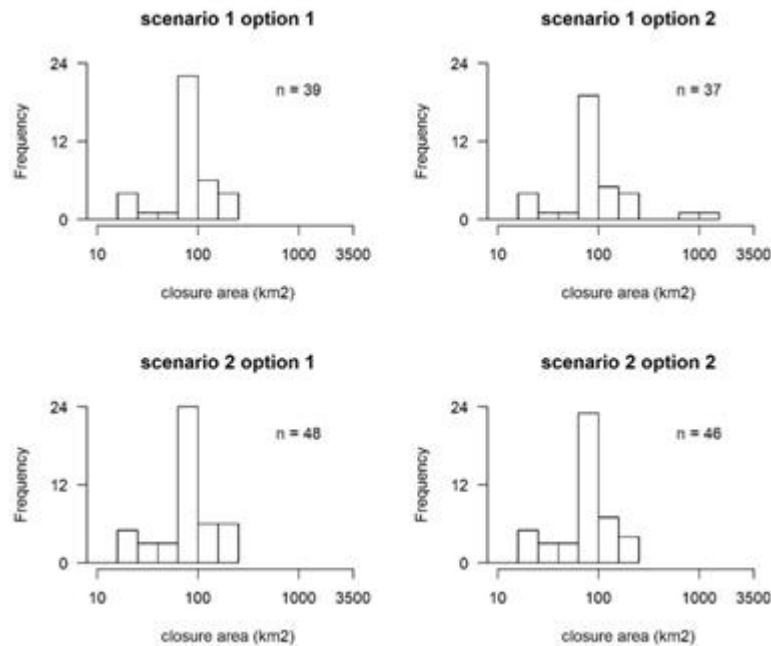 scenario 1 option 1
24
12
0
Frequency
n = 39
10 100 1000 3500
closure area (km2)
scenario 1 option 2
24
12
0
Frequency
n = 37
10 100 1000 3500
closure area (km2)
scenario 2 option 1
24
12
0
Frequency
n = 48
10 100 1000 3500
closure area (km2)
scenario 2 option 2
24
12
0
Frequency
n = 46
10 100 1000 3500
closure area (km2)